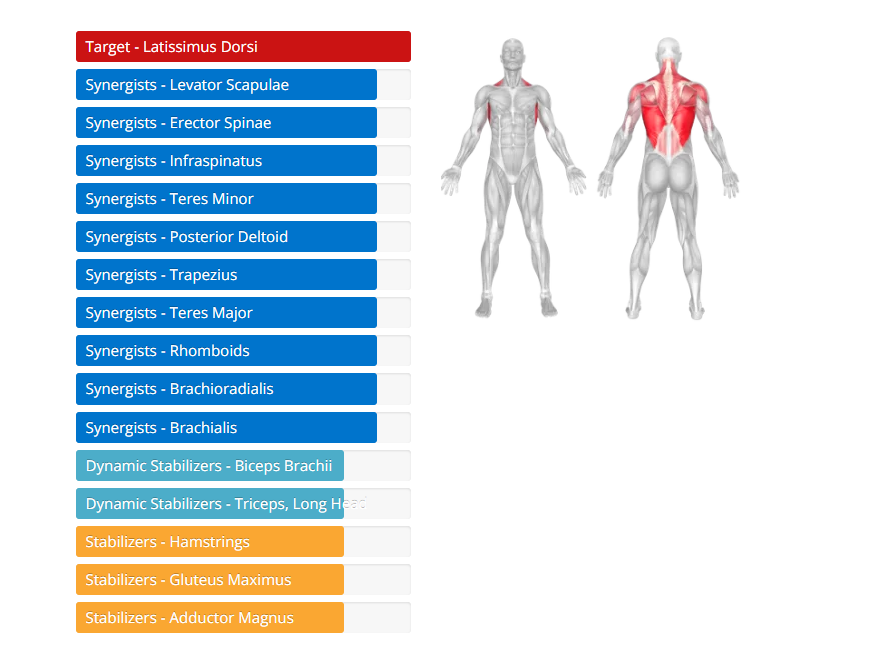 Target - Latissimus Dorsi
Synergists - Levator Scapulae
Synergists - Erector Spinae
Synergists - Infraspinatus
Synergists - Teres Minor
Synergists - Posterior Deltoid
Synergists - Trapezius
Synergists - Teres Major
Synergists - Rhomboids
Synergists - Brachioradialis
Synergists - Brachialis
Dynamic Stabilizers - Biceps Brachii
Dynamic Stabilizers - Triceps, Long Head
Stabilizers - Hamstrings
Stabilizers - Gluteus Maximus
Stabilizers - Adductor Magnus